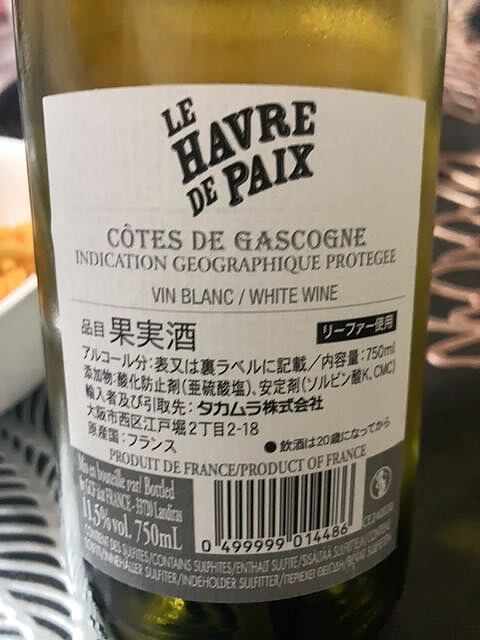 LE
HAVRE
DE PAIX
CÔTES DE GASCOGNE
INDICATION GEOGRAPHIQUE PROTEGEE
VIN BLANC / WHITE WINE
品目 果実酒
リーファー使用
アルコール分:表又は裏ラベルに記載/内容量:750ml
添加物:酸化防止剤(亜硫酸塩)、安定剤(ソルビン酸K、CMC)
輸入者及び引取先:タカムラ株式会社
大阪市西区江戸堀2丁目2-18
原産国:フランス
●飲酒は20歳になってから
PRODUIT DE FRANCE/PRODUCT OF FRANCE
Mis en bouteille par/ Bottled
FRANCE - 33720 Landiras
11.5% vol. 750mL
0 499999 014486
CONTIENT DES SULFITES/CONTAINS SULPHITES/ENTHÄLT SULFITE/